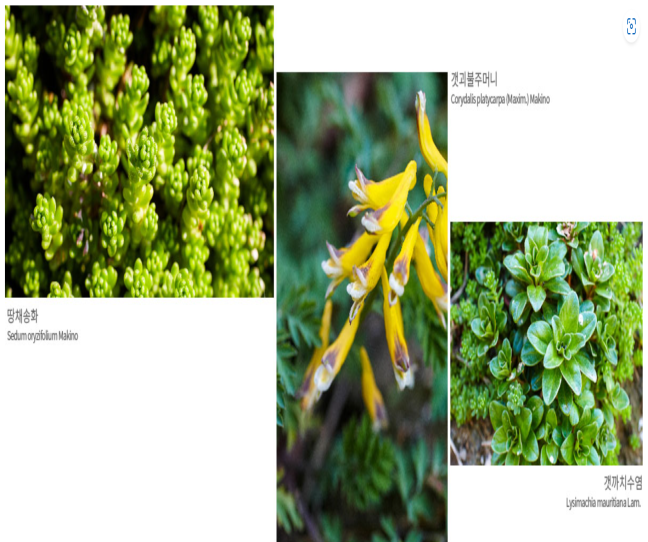 갯괴불주머니
Corydalis platycarpa (Maxim.) Makino
땅채송화
Sedum oryzifolium Makino
갯까치수염
Lysimachia mauritiana Lam.